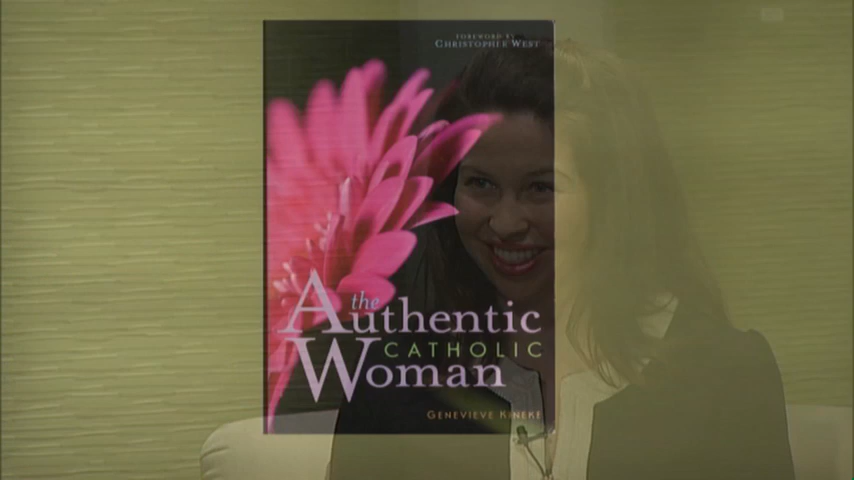 FOREWORD BY
CHRISTOPHER WEST
the
Authentic
CATHOLIC
Woman
GENEVIEVE KINEKE